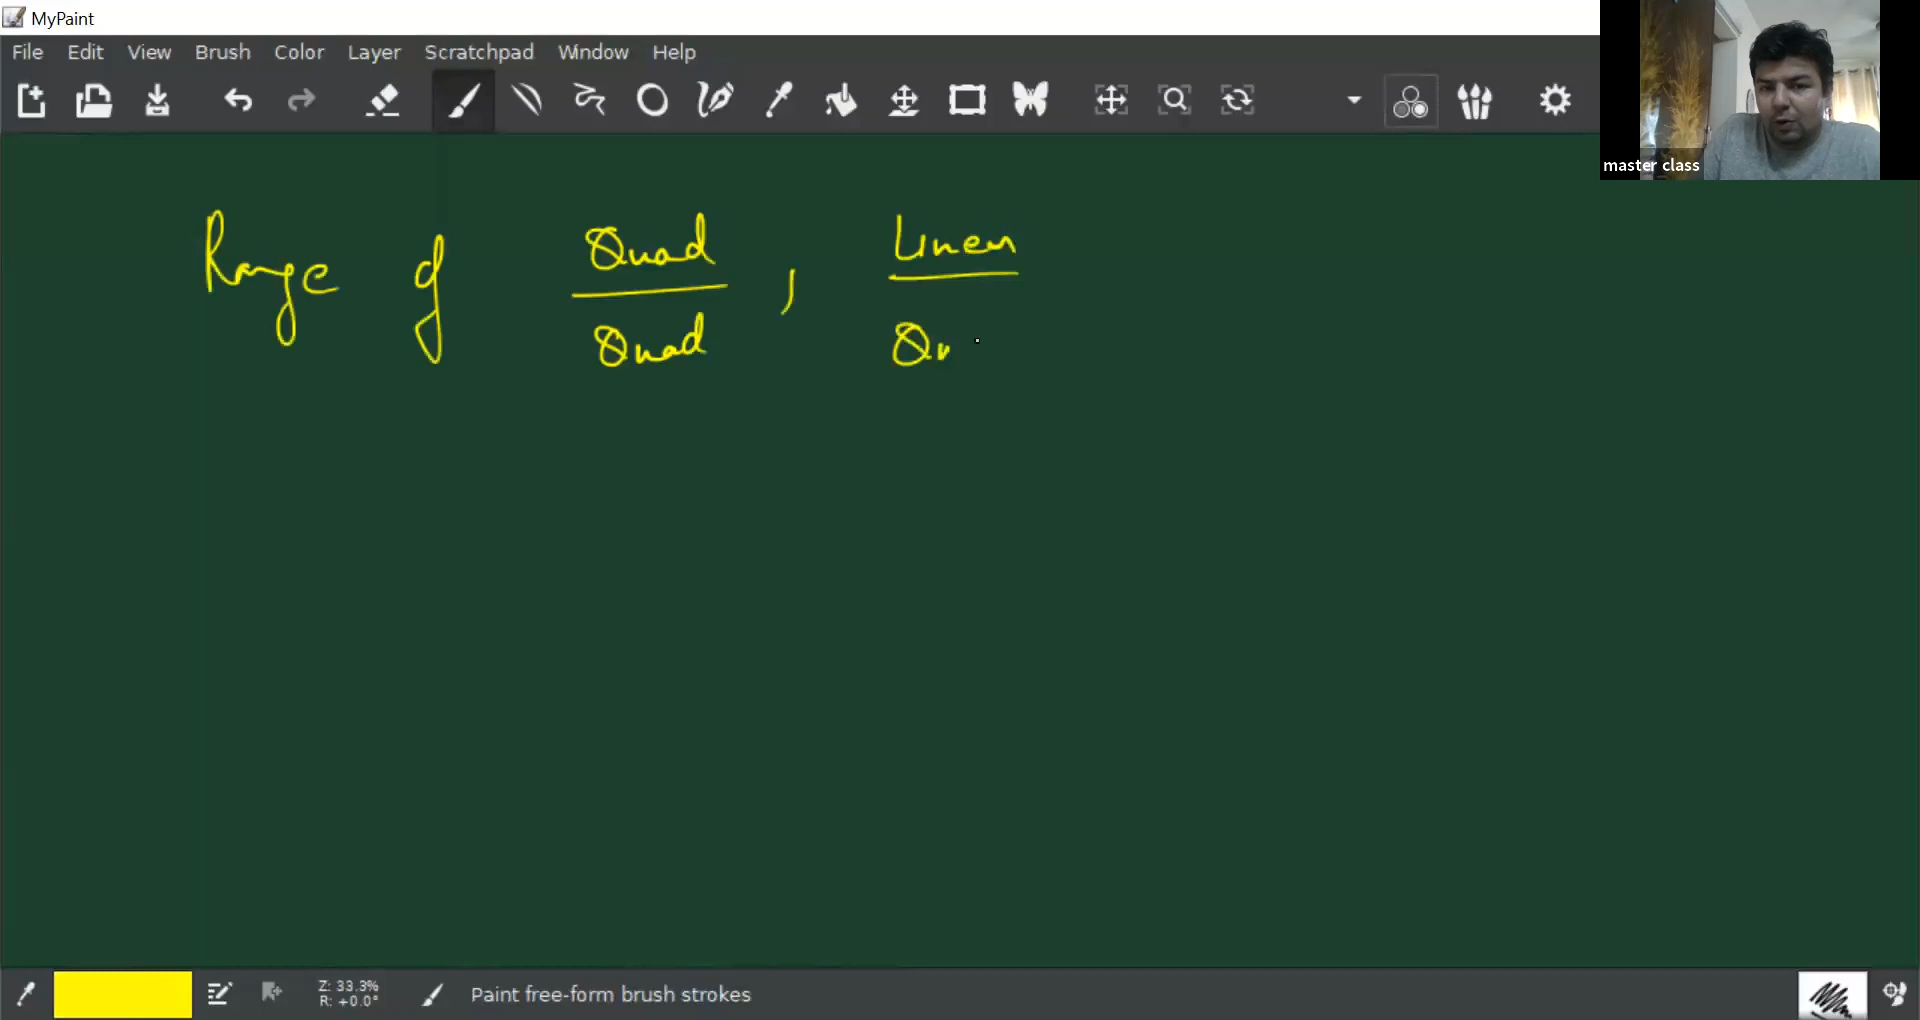 MyPaint
File Edit View Brush Color Layer Scratchpad Window Help
master class
Range of Quad / Quad , Linear / Qu
Z: 33.3%
R: +0.0°
Paint free-form brush strokes